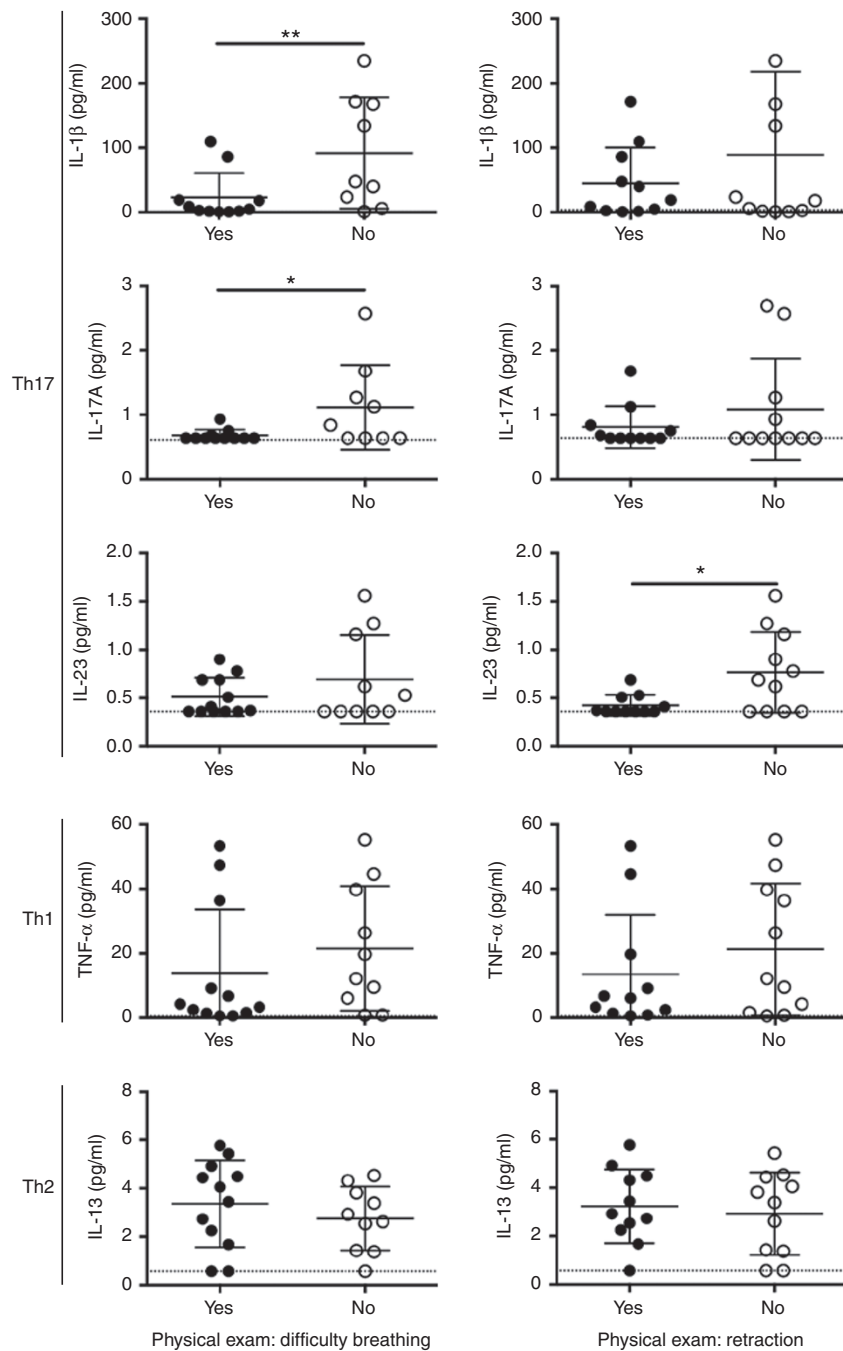 300
200
100
0
IL-1β (pg/ml)
**
Yes
No
300
200
100
0
IL-1β (pg/ml)
Yes
No
Th17
3
2
1
0
IL-17A (pg/ml)
*
Yes
No
3
2
1
0
IL-17A (pg/ml)
Yes
No
2.0
1.5
1.0
0.5
0.0
IL-23 (pg/ml)
Yes
No
2.0
1.5
1.0
0.5
0.0
IL-23 (pg/ml)
*
Yes
No
Th1
60
40
20
0
TNF-α (pg/ml)
Yes
No
60
40
20
0
TNF-α (pg/ml)
Yes
No
Th2
8
6
4
2
0
IL-13 (pg/ml)
Yes
No
8
6
4
2
0
IL-13 (pg/ml)
Yes
No
Physical exam: difficulty breathing
Physical exam: retraction